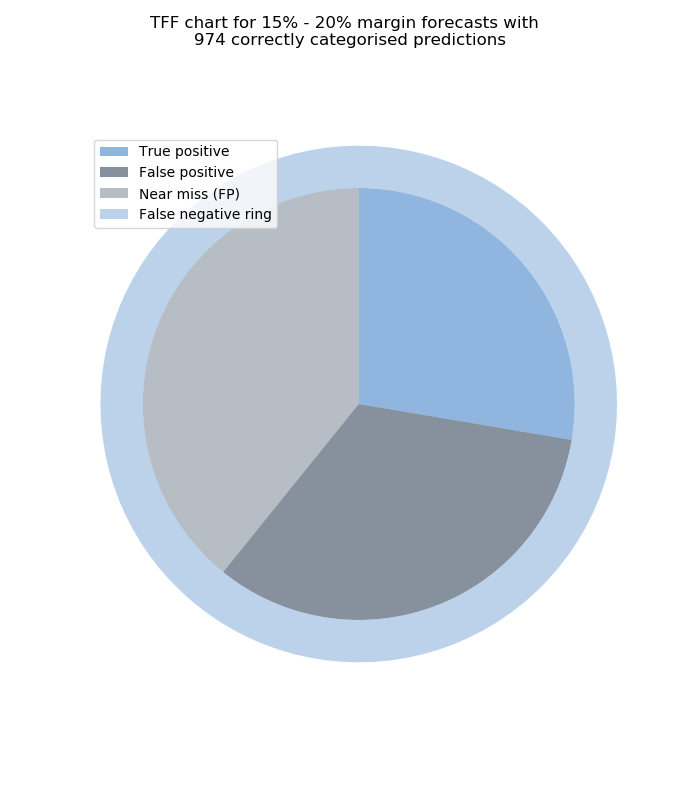 TFF chart for 15% - 20% margin forecasts with
974 correctly categorised predictions
True positive
False positive
Near miss (FP)
False negative ring